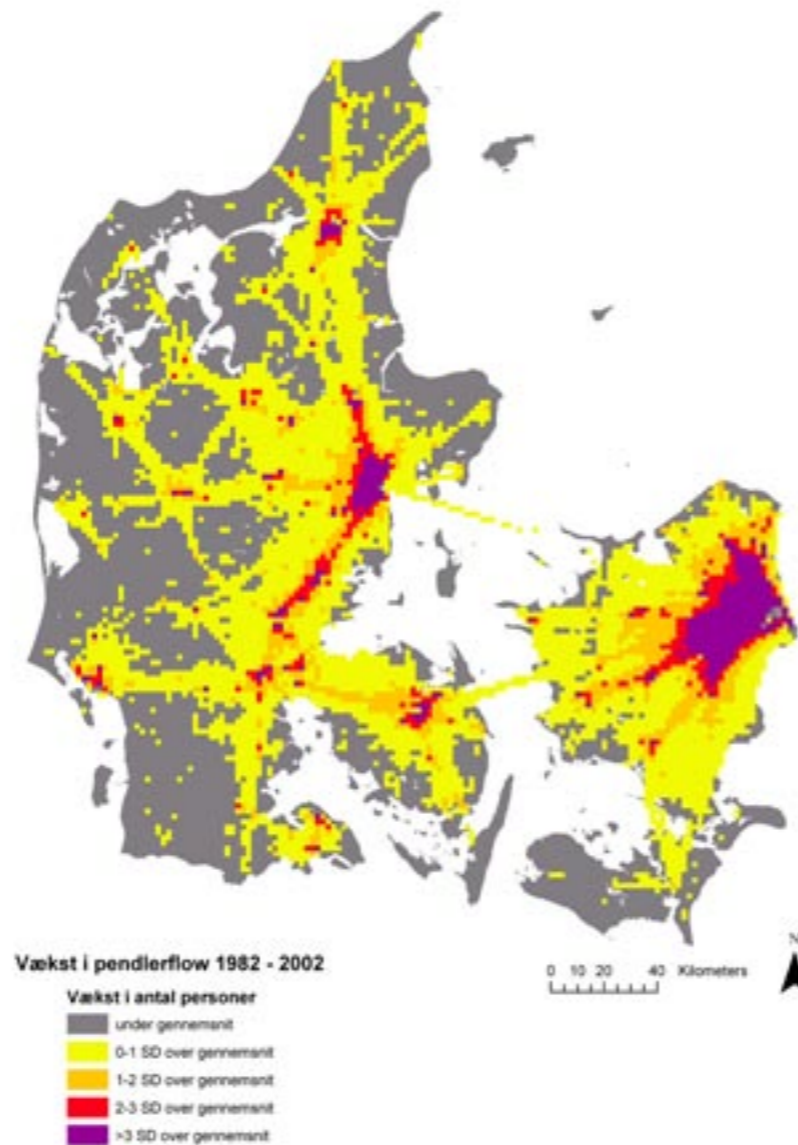 N
0 10 20 40 Kilometers
Vækst i pendlerflow 1982 - 2002
Vækst i antal personer
under gennemsnit
0-1 SD over gennemsnit
1-2 SD over gennemsnit
2-3 SD over gennemsnit
>3 SD over gennemsnit